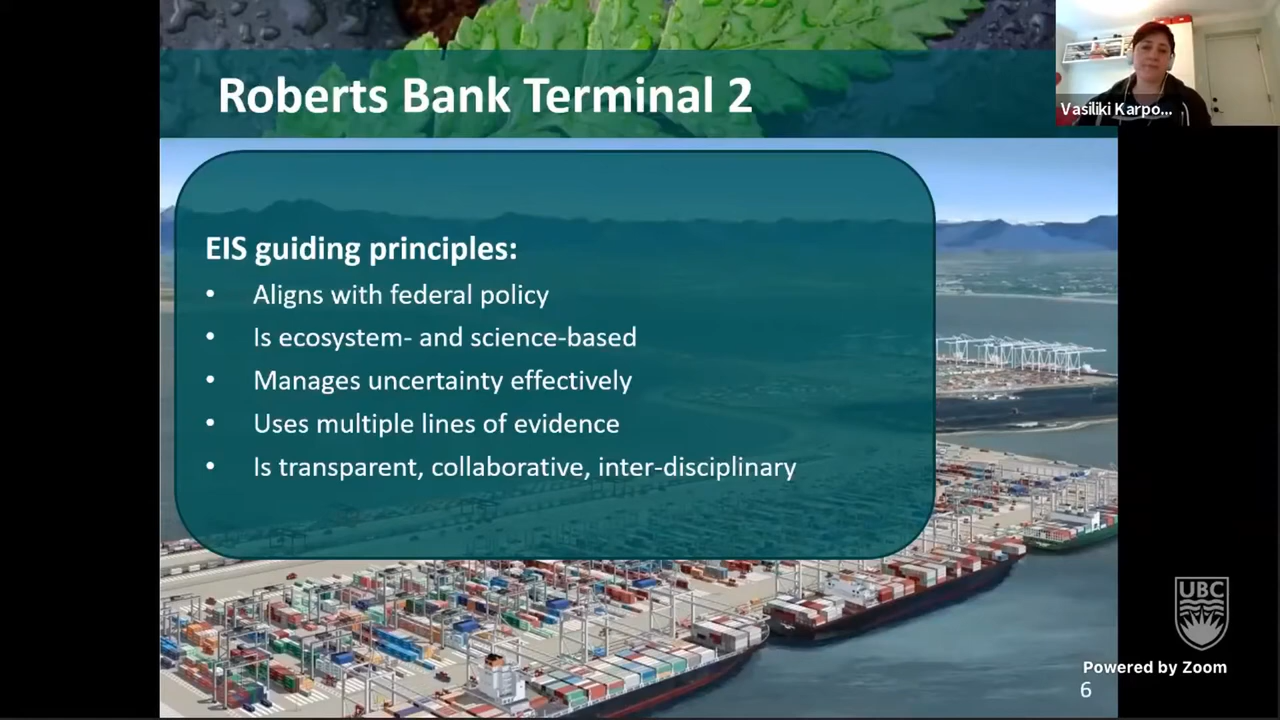 Roberts Bank Terminal 2
Vasiliki Karpo...
EIS guiding principles:
• Aligns with federal policy
• Is ecosystem- and science-based
• Manages uncertainty effectively
• Uses multiple lines of evidence
• Is transparent, collaborative, inter-disciplinary
UBC
Powered by Zoom
6